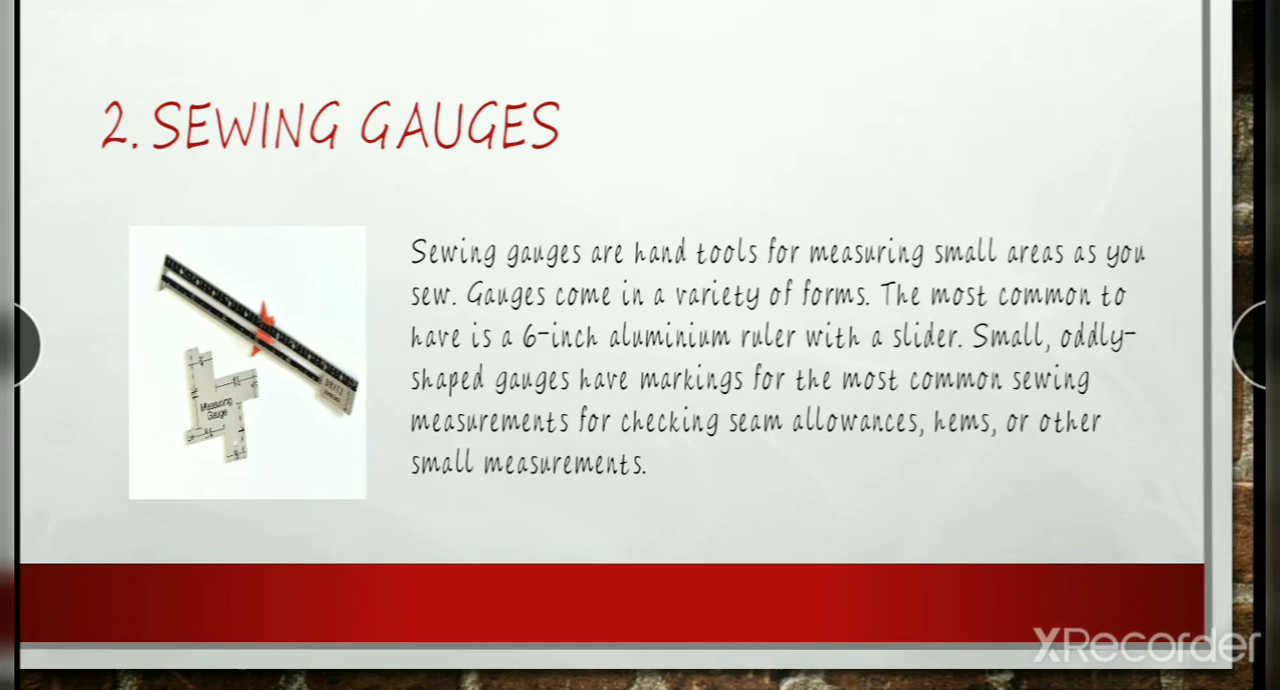 2. SEWING GAUGES
Sewing gauges are hand tools for measuring small areas as you
sew. Gauges come in a variety of forms. The most common to
have is a 6-inch aluminium ruler with a slider. Small, oddly-
shaped gauges have markings for the most common sewing
measurements for checking seam allowances, hems, or other
small measurements.
Measuring
Gauge
XRecorder